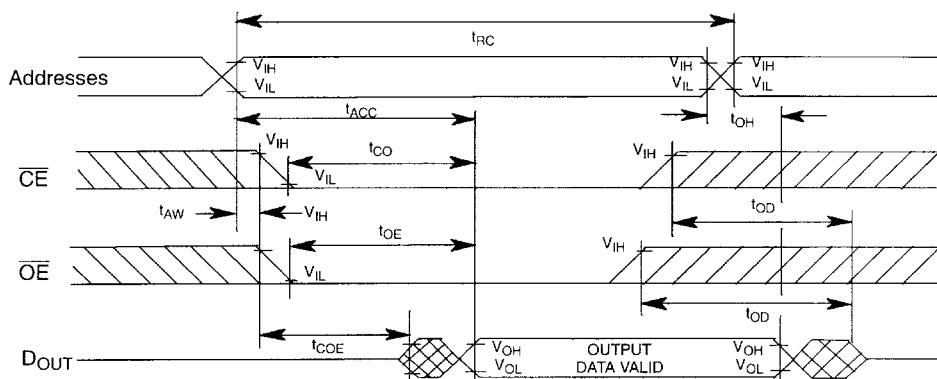 tRC
Addresses
VIH
VIL
VIH
VIL
VIH
VIL
tACC
tOH
tCO
VIH
VIL
VIH
CE
tAW
VIH
tOD
tOE
VIH
OE
VIL
tOD
tCOE
DOUT
VOH
VOL
OUTPUT
DATA VALID
VOH
VOL